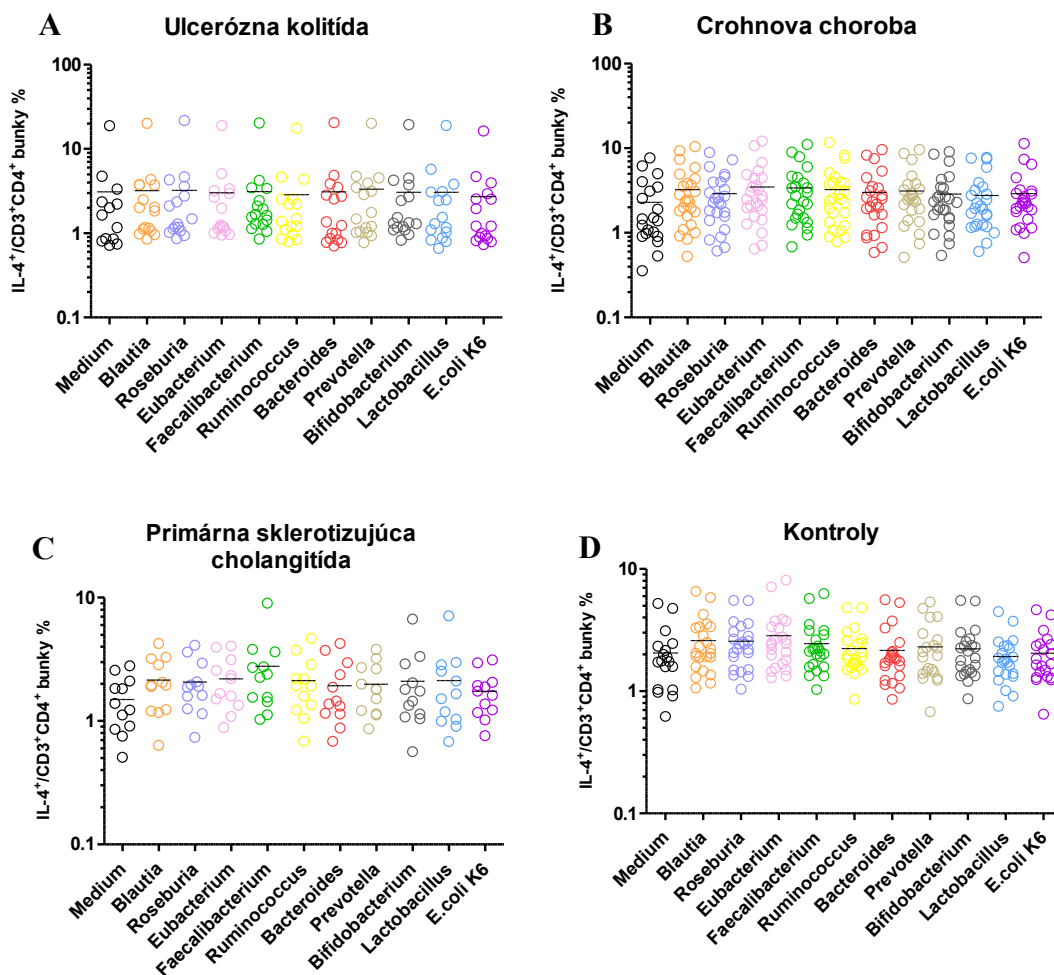 A
Ulcerózna kolitída
IL-4+/CD3+CD4+ bunky %
100
10
1
0.1
Medium
Blautia
Roseburia
Eubacterium
Faecalibacterium
Ruminococcus
Bacteroides
Prevotella
Bifidobacterium
Lactobacillus
E.coli K6
B
Crohnova choroba
IL-4+/CD3+CD4+ bunky %
100
10
1
0.1
Medium
Blautia
Roseburia
Eubacterium
Faecalibacterium
Ruminococcus
Bacteroides
Prevotella
Bifidobacterium
Lactobacillus
E.coli K6
C
Primárna sklerotizujúca
cholangitída
IL-4+/CD3+CD4+ bunky %
10
1
0.1
Medium
Blautia
Roseburia
Eubacterium
Faecalibacterium
Ruminococcus
Bacteroides
Prevotella
Bifidobacterium
Lactobacillus
E.coli K6
D
Kontroly
IL-4+/CD3+CD4+ bunky %
10
1
0.1
Medium
Blautia
Roseburia
Eubacterium
Faecalibacterium
Ruminococcus
Bacteroides
Prevotella
Bifidobacterium
Lactobacillus
E.coli K6